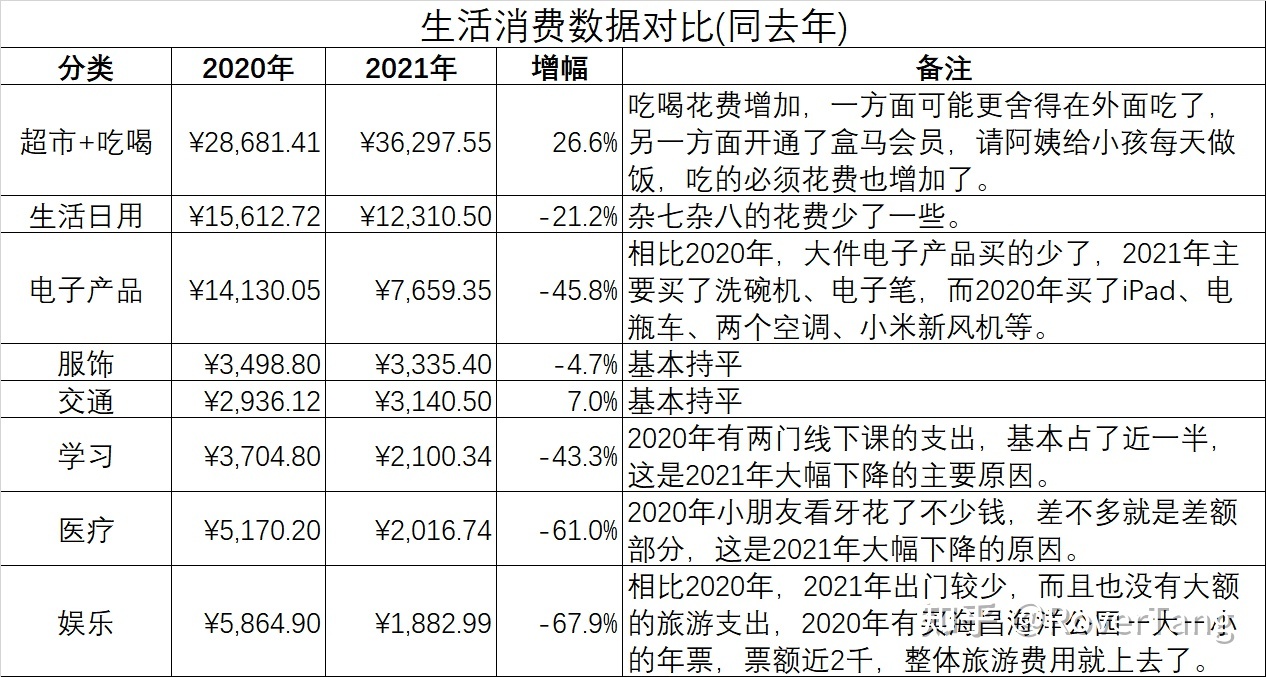 生活消费数据对比(同去年)
分类 2020年 2021年 增幅 备注
超市+吃喝 ¥28,681.41 ¥36,297.55 26.6% 吃喝花费增加，一方面可能更舍得在外面吃了，
另一方面开通了盒马会员，请阿姨给小孩每天做
饭，吃的必须花费也增加了。
生活日用 ¥15,612.72 ¥12,310.50 -21.2% 杂七杂八的花费少了一些。
电子产品 ¥14,130.05 ¥7,659.35 -45.8% 相比2020年，大件电子产品买的少了，2021年主
要买了洗碗机、电子笔，而2020年买了iPad、电
瓶车、两个空调、小米新风机等。
服饰 ¥3,498.80 ¥3,335.40 -4.7% 基本持平
交通 ¥2,936.12 ¥3,140.50 7.0% 基本持平
学习 ¥3,704.80 ¥2,100.34 -43.3% 2020年有两门线下课的支出，基本占了近一半，
这是2021年大幅下降的主要原因。
医疗 ¥5,170.20 ¥2,016.74 -61.0% 2020年小朋友看牙花了不少钱，差不多就是差额
部分，这是2021年大幅下降的原因。
娱乐 ¥5,864.90 ¥1,882.99 -67.9% 相比2020年，2021年出门较少，而且也没有大额
的旅游支出，2020年有买海昌海洋公园一大一小
的年票，票额近2千，整体旅游费用就上去了。
知乎 @RoverTang